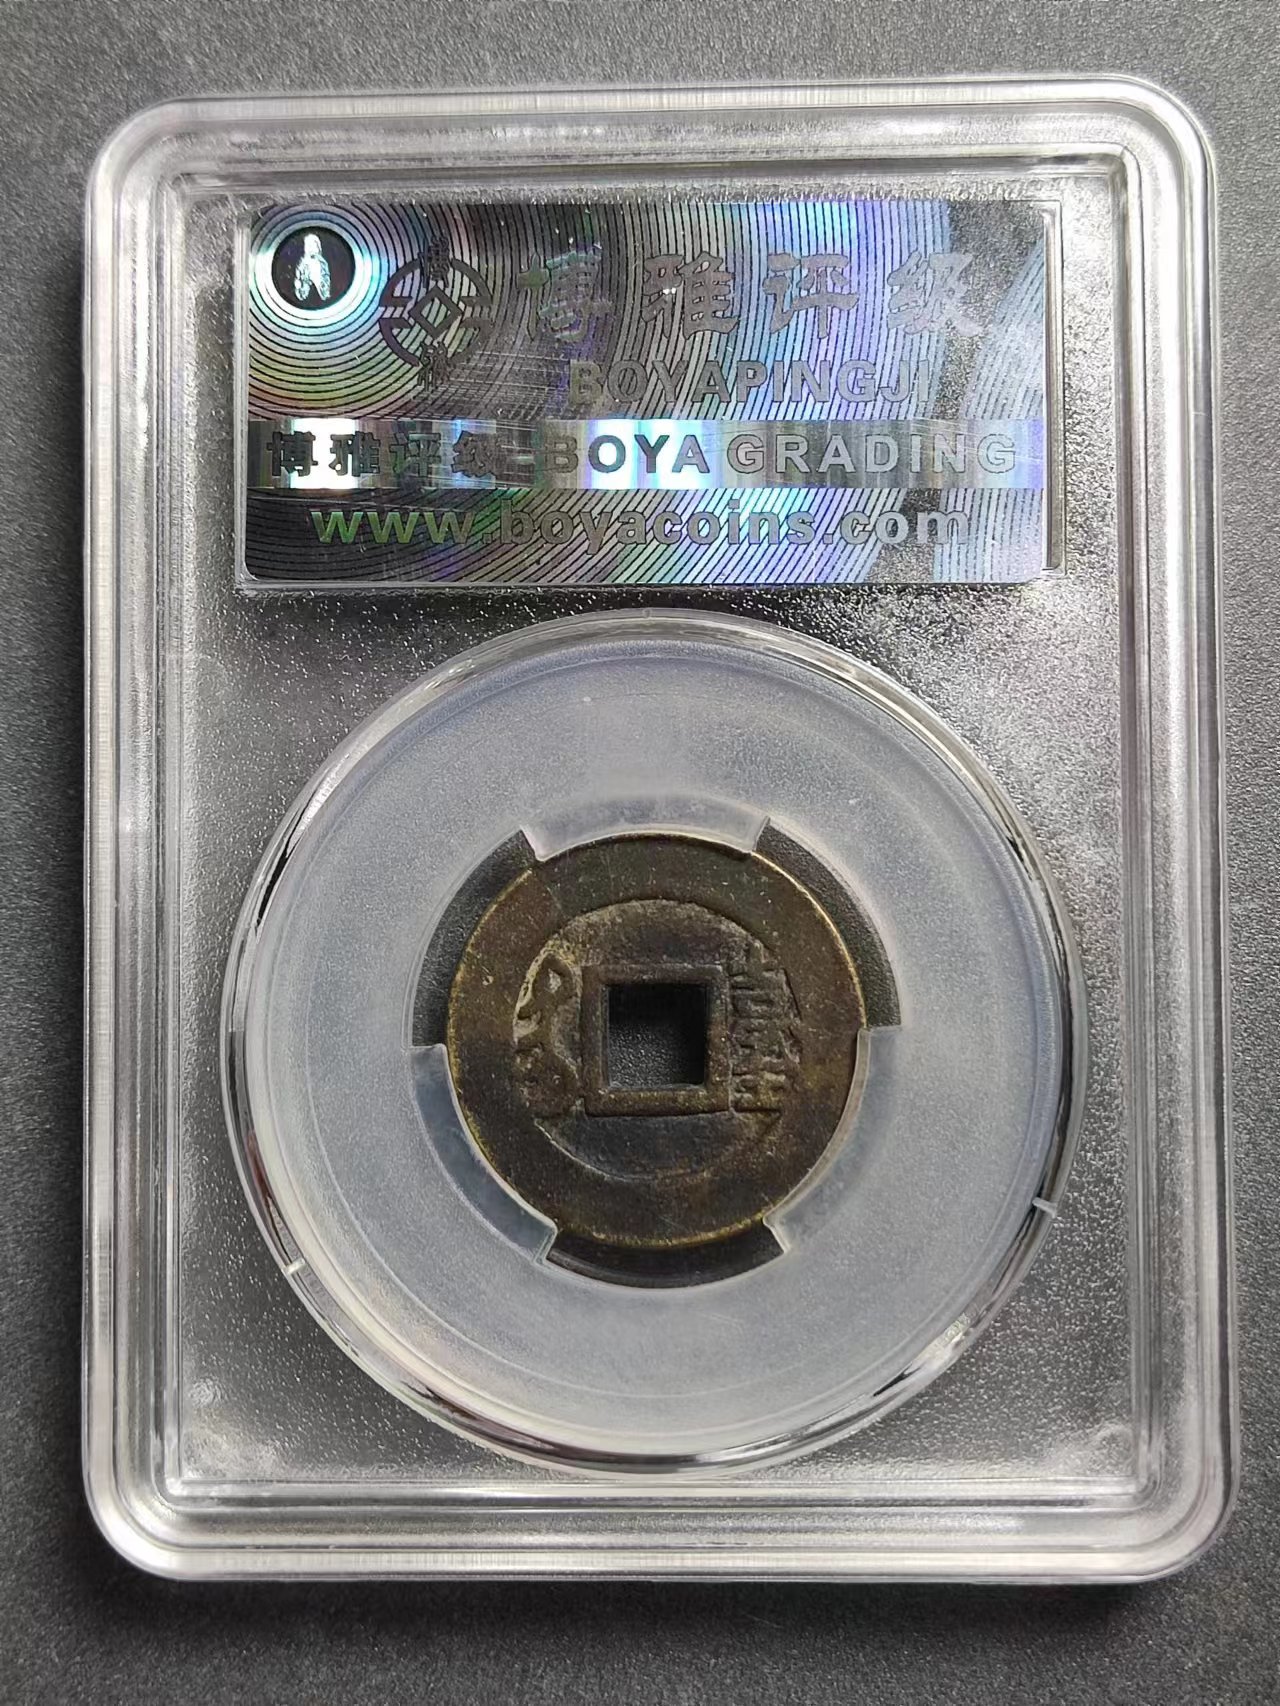 博雅评级
BOYAPINGJI
博雅评级 BOYA GRADING
www.boyacoins.com